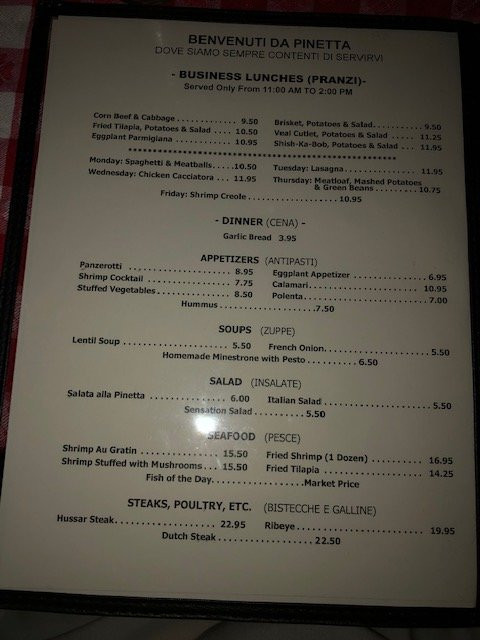 BENVENUTI DA PINETTA
DOVE SIAMO SEMPRE CONTENTI DI SERVIRVI
- BUSINESS LUNCHES (PRANZI)-
Served Only From 11:00 AM TO 2:00 PM
Corn Beef & Cabbage . . . . . . . . . . . . 9.50 Brisket, Potatoes & Salad. . . . . . . . . . . 9.50
Fried Tilapia, Potatoes & Salad . . . . 10.50 Veal Cutlet, Potatoes & Salad . . . . . 11.25
Eggplant Parmigiana . . . . . . . . . . . . 10.95 Shish-Ka-Bob, Potatoes & Salad . . . 11.95
************************************************************
Monday: Spaghetti & Meatballs. . . . 10.50 Tuesday: Lasagna. . . . . . . . . . . . . . . 11.95
Wednesday: Chicken Cacciatora . . . 11.95 Thursday: Meatloaf, Mashed Potatoes
& Green Beans . . . . . . . . . 10.75
Friday: Shrimp Creole . . . . . . . . . . . . . . . . . 10.95
- DINNER (CENA) -
Garlic Bread 3.95
APPETIZERS (ANTIPASTI)
Panzerotti . . . . . . . . . . . . . . . . . . 8.95 Eggplant Appetizer . . . . . . . . . . . . . . 6.95
Shrimp Cocktail . . . . . . . . . . . . . . . 7.75 Calamari. . . . . . . . . . . . . . . . . . . . . . 10.95
Stuffed Vegetables. . . . . . . . . . . . . 8.50 Polenta. . . . . . . . . . . . . . . . . . . . . . . 7.00
Hummus . . . . . . . . . . . . . . . . . . .7.50
SOUPS (ZUPPE)
Lentil Soup . . . . . . . . . . . . . . . . . 5.50 French Onion. . . . . . . . . . . . . . . . . 5.50
Homemade Minestrone with Pesto . . . . . . . . . 6.50
SALAD (INSALATE)
Salata alla Pinetta . . . . . . . . . . . . 6.00 Italian Salad . . . . . . . . . . . . . . . . . . 5.50
Sensation Salad . . . . . . . . 5.50
SEAFOOD (PESCE)
Shrimp Au Gratin . . . . . . . . . . . . 15.50 Fried Shrimp (1 Dozen) . . . . . . . . . 16.95
Shrimp Stuffed with Mushrooms . . . 15.50 Fried Tilapia . . . . . . . . . . . . . . . . 14.25
Fish of the Day. . . . . . . . . . . . . . . . . .Market Price
STEAKS, POULTRY, ETC. (BISTECCHE E GALLINE)
Hussar Steak. . . . . . . . . . . . . . . . . 22.95 Ribeye . . . . . . . . . . . . . . . . . . . . . . 19.95
Dutch Steak . . . . . . . . . . . . . . . . . 22.50